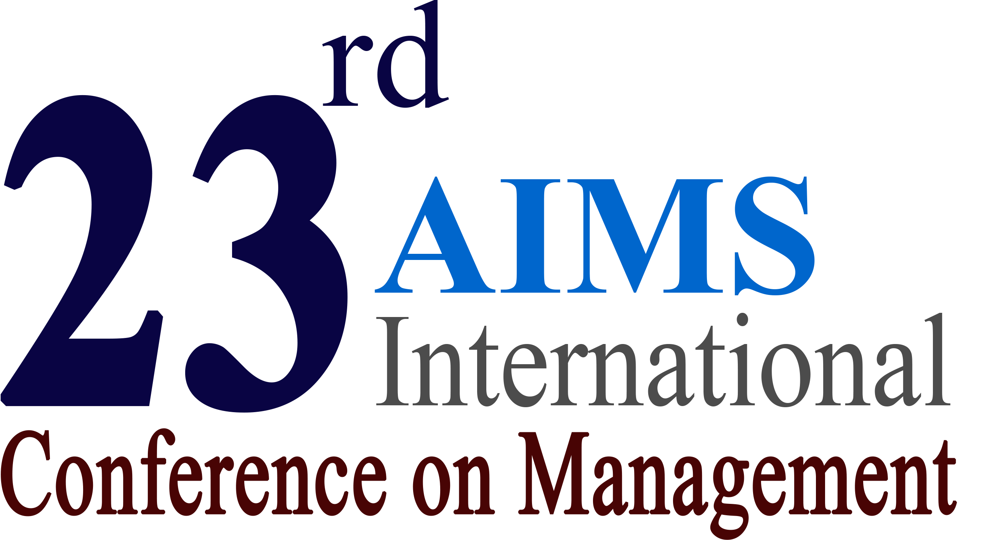 23rd
AIMS
International
Conference on Management